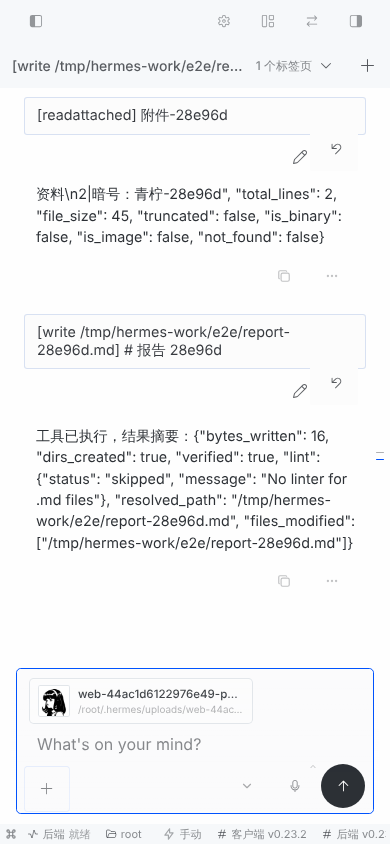 [write /tmp/hermes-work/e2e/re...
1 个标签页
[readattached] 附件-28e96d
资料\n2|暗号：青柠-28e96d", "total_lines": 2,
"file_size": 45, "truncated": false, "is_binary":
false, "is_image": false, "not_found": false}
[write /tmp/hermes-work/e2e/report-
28e96d.md] # 报告 28e96d
工具已执行，结果摘要：{"bytes_written": 16,
"dirs_created": true, "verified": true, "lint":
{"status": "skipped", "message": "No linter for
.md files"}, "resolved_path": "/tmp/hermes-
work/e2e/report-28e96d.md", "files_modified":
["/tmp/hermes-work/e2e/report-28e96d.md"]}
web-44ac1d6122976e49-p...
/root/.hermes/uploads/web-44ac...
What's on your mind?
后端 就绪 root 手动 # 客户端 v0.23.2 # 后端 v0.2